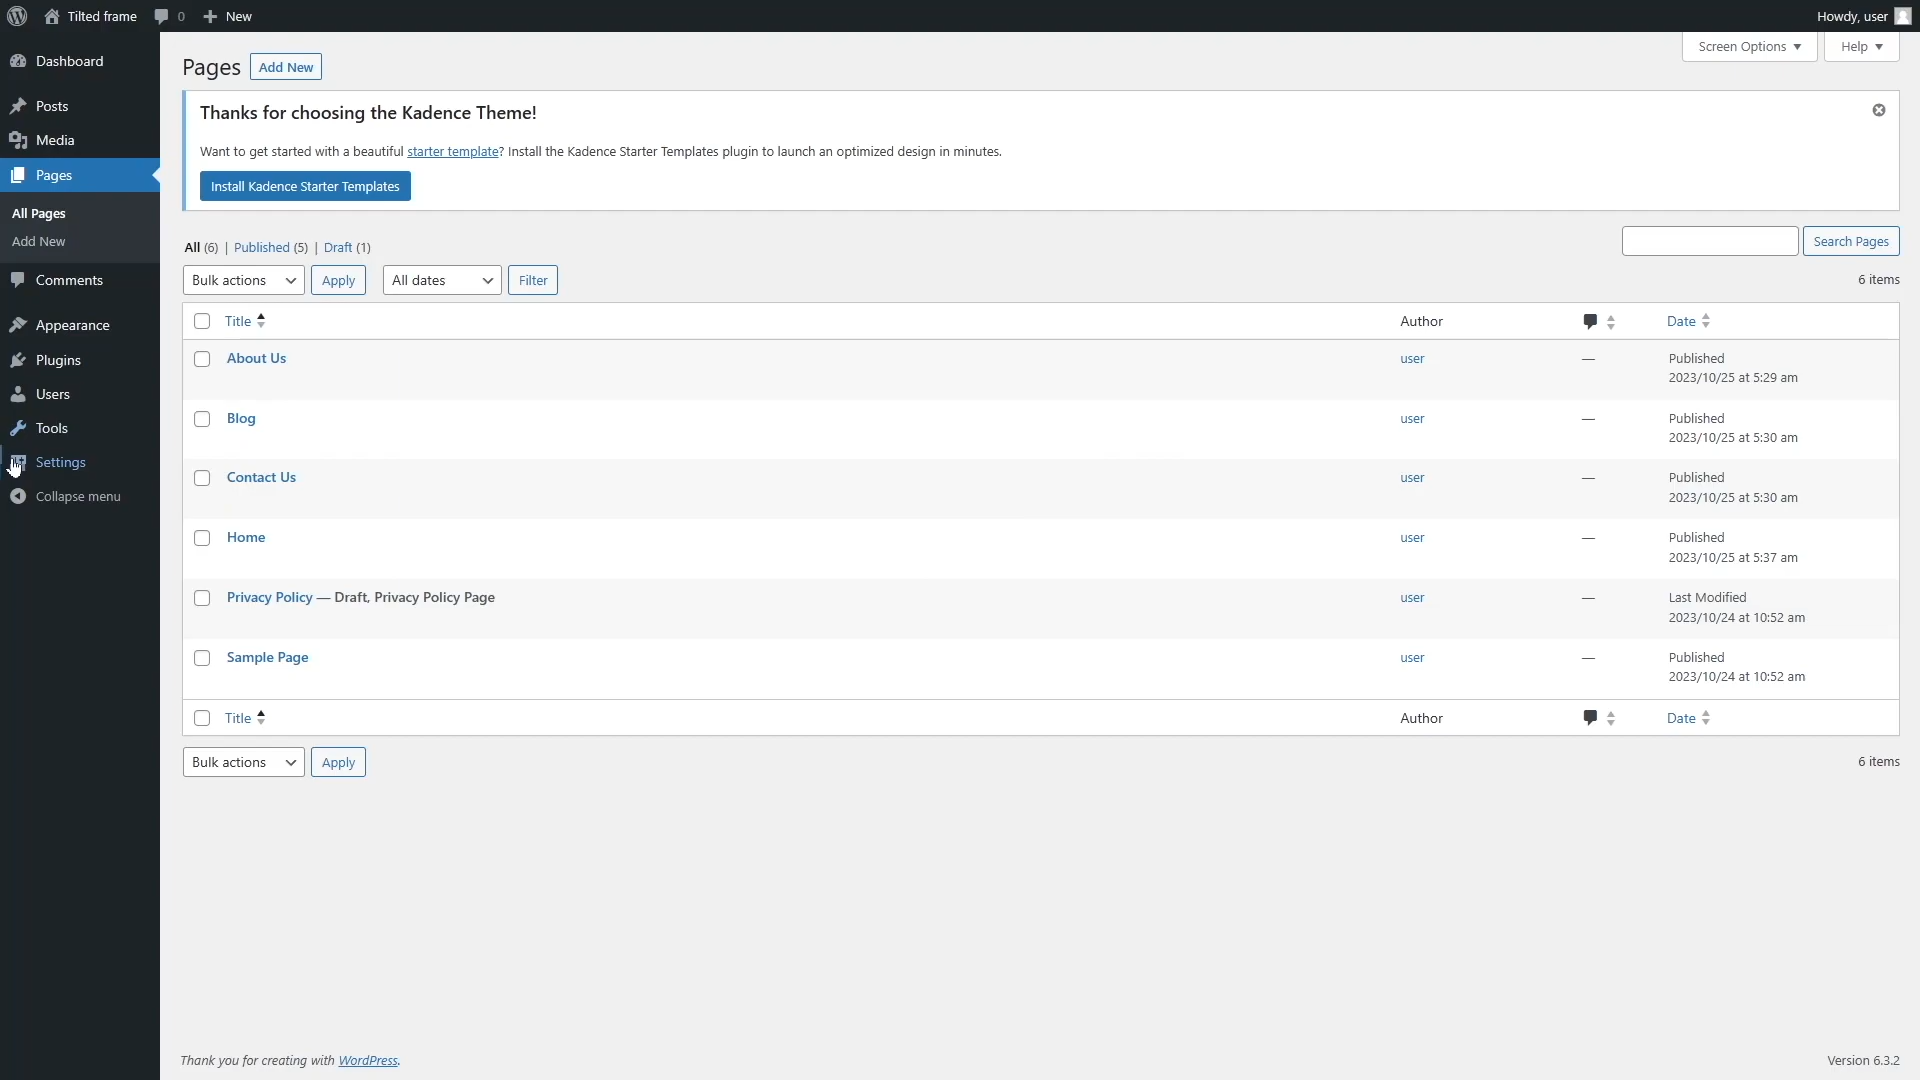 Tilted frame 0 New Howdy, user
Screen Options Help
Dashboard
Posts
Media
Pages
All Pages
Add New
Comments
Appearance
Plugins
Users
Tools
Settings
Collapse menu
Pages Add New
Thanks for choosing the Kadence Theme!
Want to get started with a beautiful starter template? Install the Kadence Starter Templates plugin to launch an optimized design in minutes.
Install Kadence Starter Templates
All (6) | Published (5) | Draft (1)
Search Pages
Bulk actions Apply All dates Filter 6 items
Title Author Date
About Us user — Published
2023/10/25 at 5:29 am
Blog user — Published
2023/10/25 at 5:30 am
Contact Us user — Published
2023/10/25 at 5:30 am
Home user — Published
2023/10/25 at 5:37 am
Privacy Policy — Draft, Privacy Policy Page user — Last Modified
2023/10/24 at 10:52 am
Sample Page user — Published
2023/10/24 at 10:52 am
Title Author Date
Bulk actions Apply 6 items
Thank you for creating with WordPress. Version 6.3.2